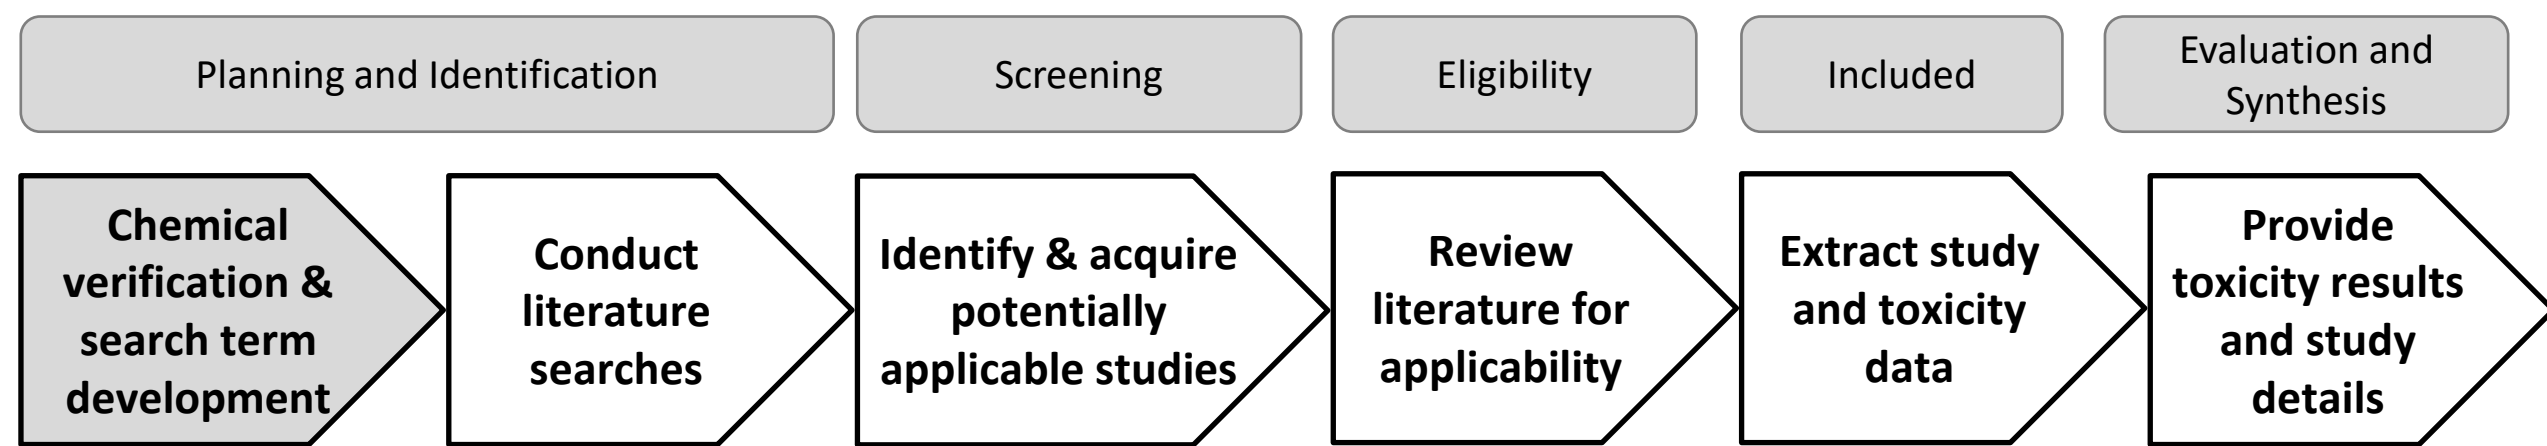 Planning and Identification
Screening
Eligibility
Included
Evaluation and
Synthesis
Chemical
verification &
search term
development
Conduct
literature
searches
Identify & acquire
potentially
applicable studies
Review
literature for
applicability
Extract study
and toxicity
data
Provide
toxicity results
and study
details